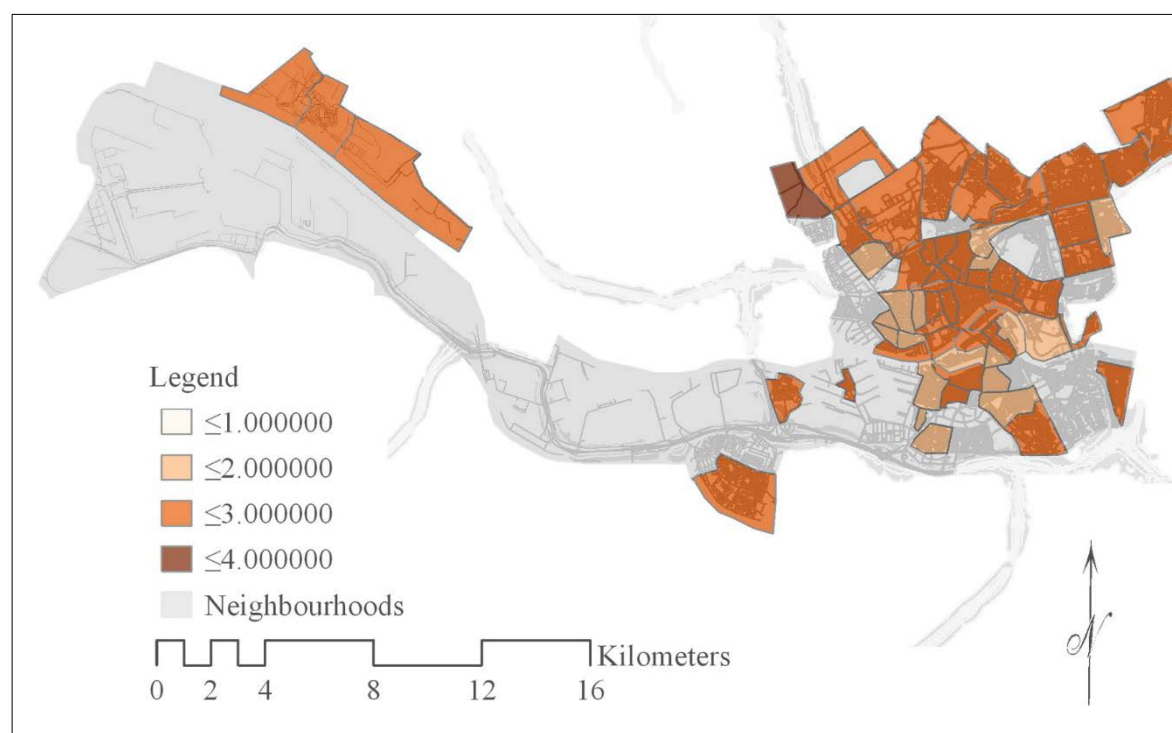 Legend
≤1.000000
≤2.000000
≤3.000000
≤4.000000
Neighbourhoods
Kilometers
0 2 4 8 12 16
N